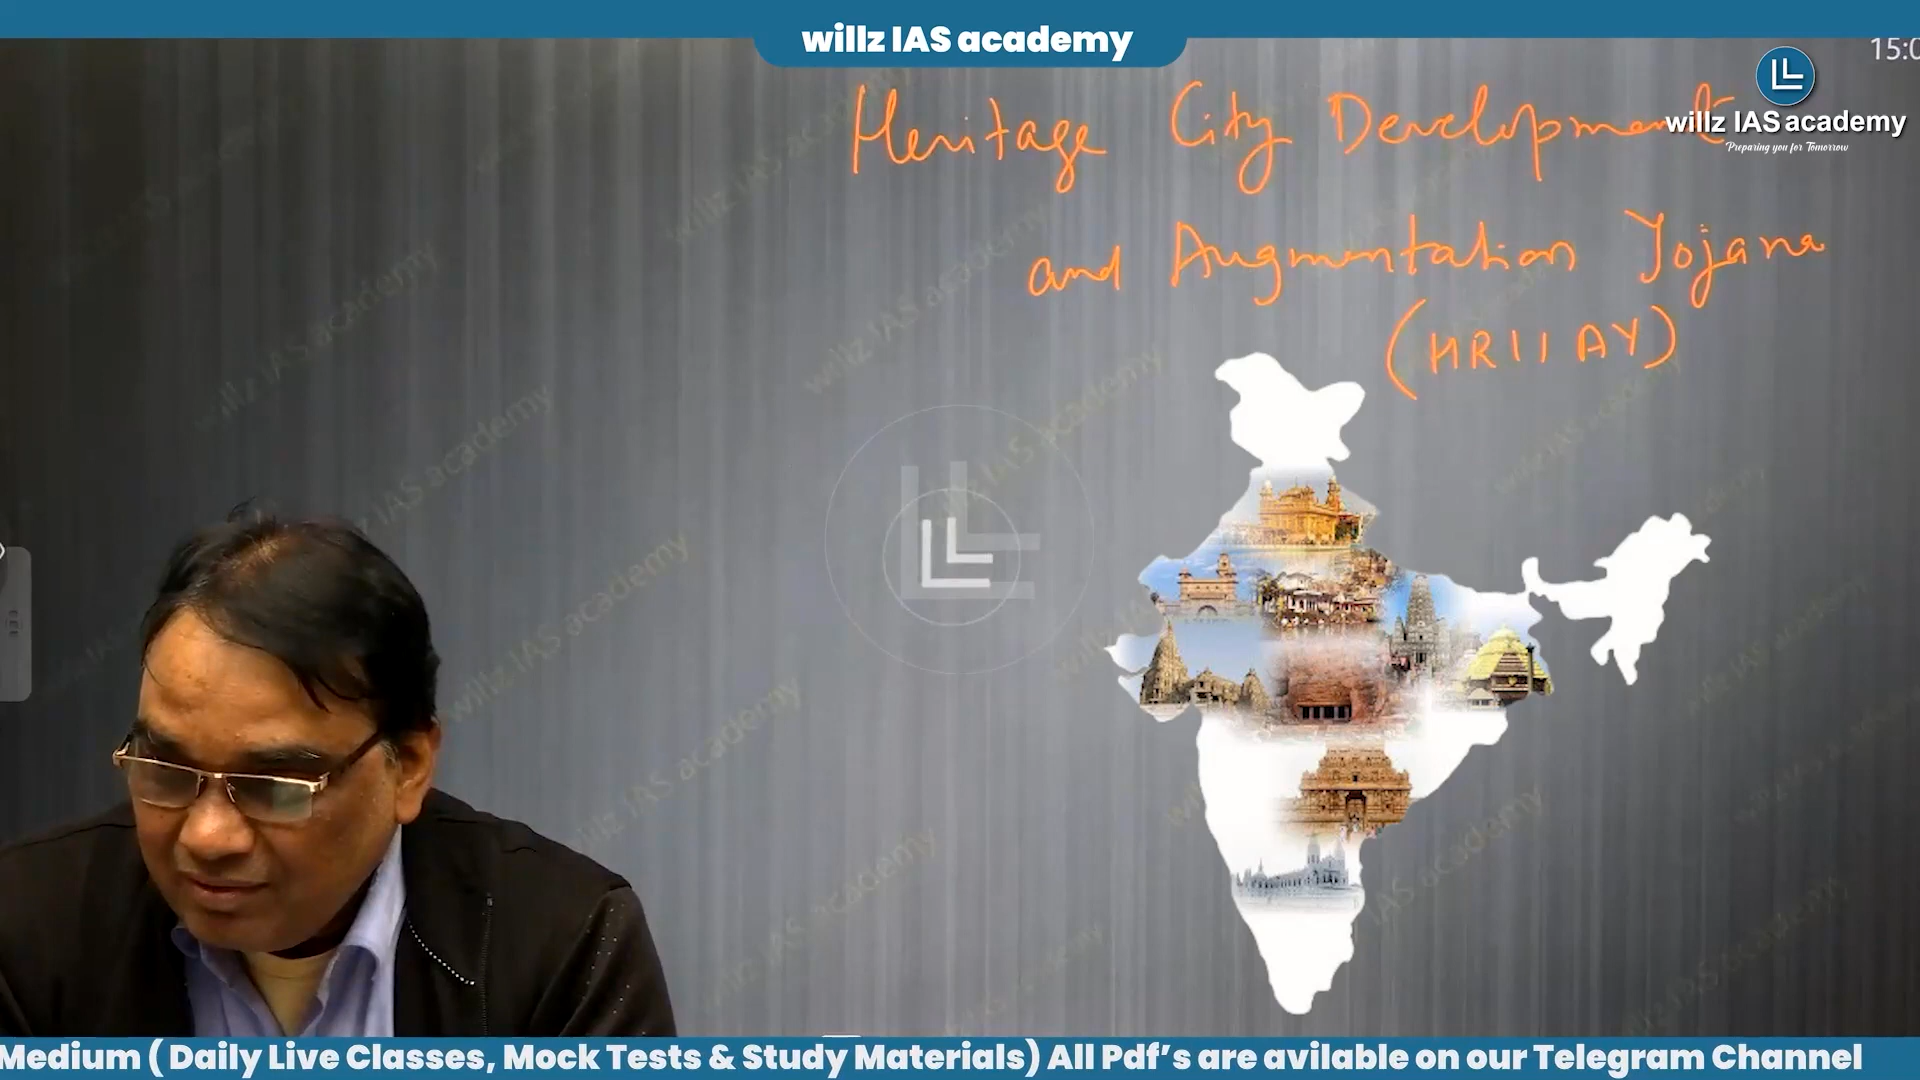 willz IAS academy
15:0
willz IAS academy
Preparing you for Tomorrow
Heritage City Development
and Augmentation Yojana
(HRIIAY)
Medium ( Daily Live Classes, Mock Tests & Study Materials) All Pdf's are avilable on our Telegram Channel